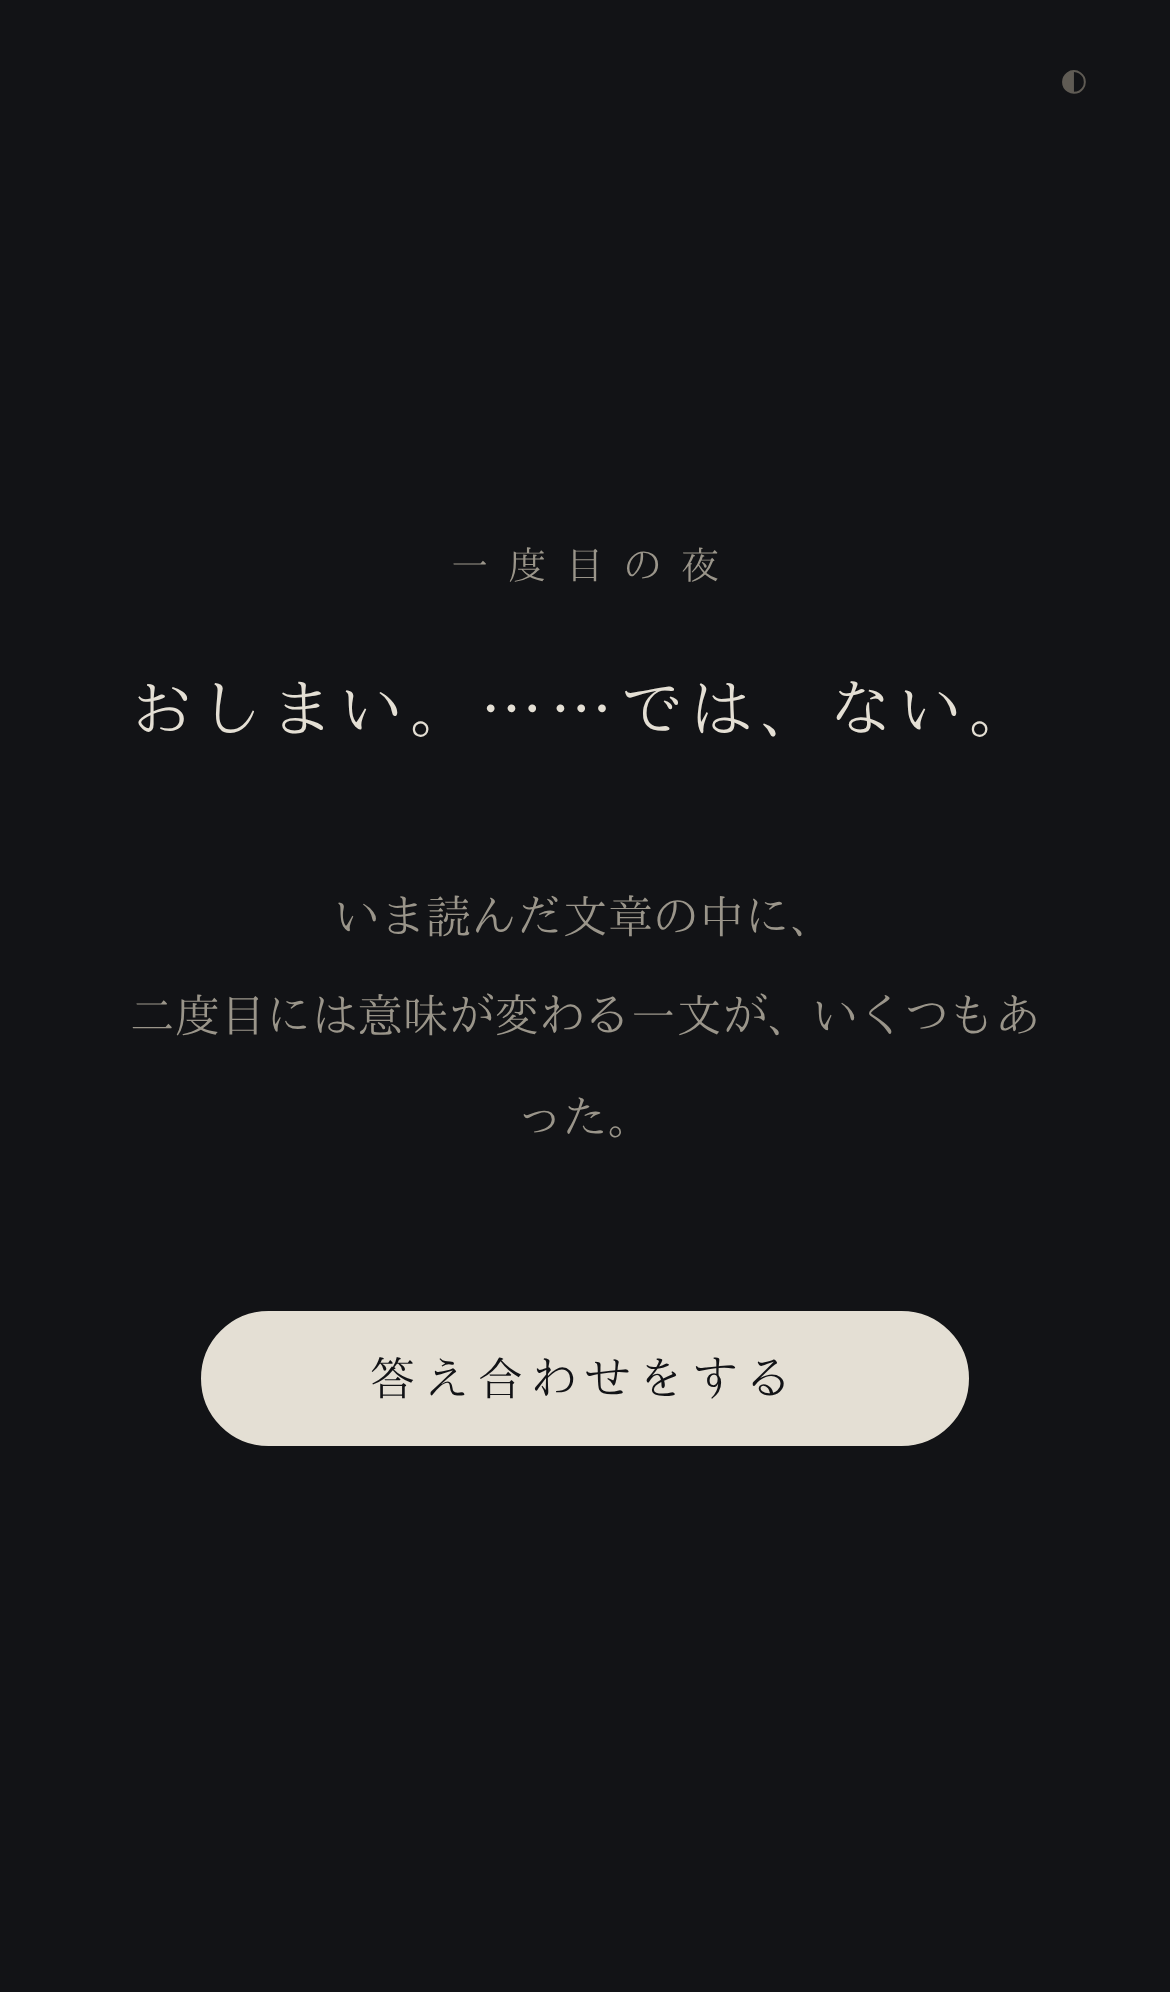 一度目の夜
おしまい。……では、ない。
いま読んだ文章の中に、
二度目には意味が変わる一文が、いくつもあ
った。
答え合わせをする